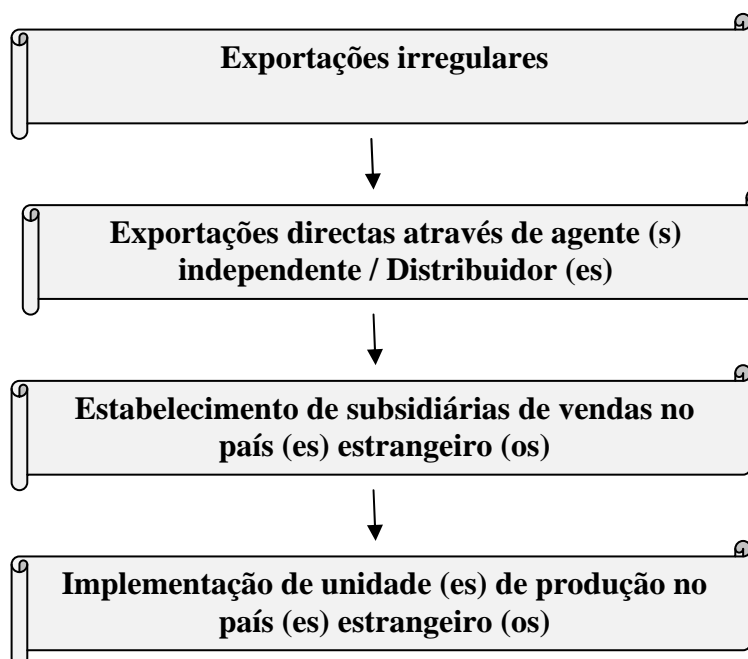 Exportações irregulares
Exportações directas através de agente (s)
independente / Distribuidor (es)
Estabelecimento de subsidiárias de vendas no
país (es) estrangeiro (os)
Implementação de unidade (es) de produção no
país (es) estrangeiro (os)